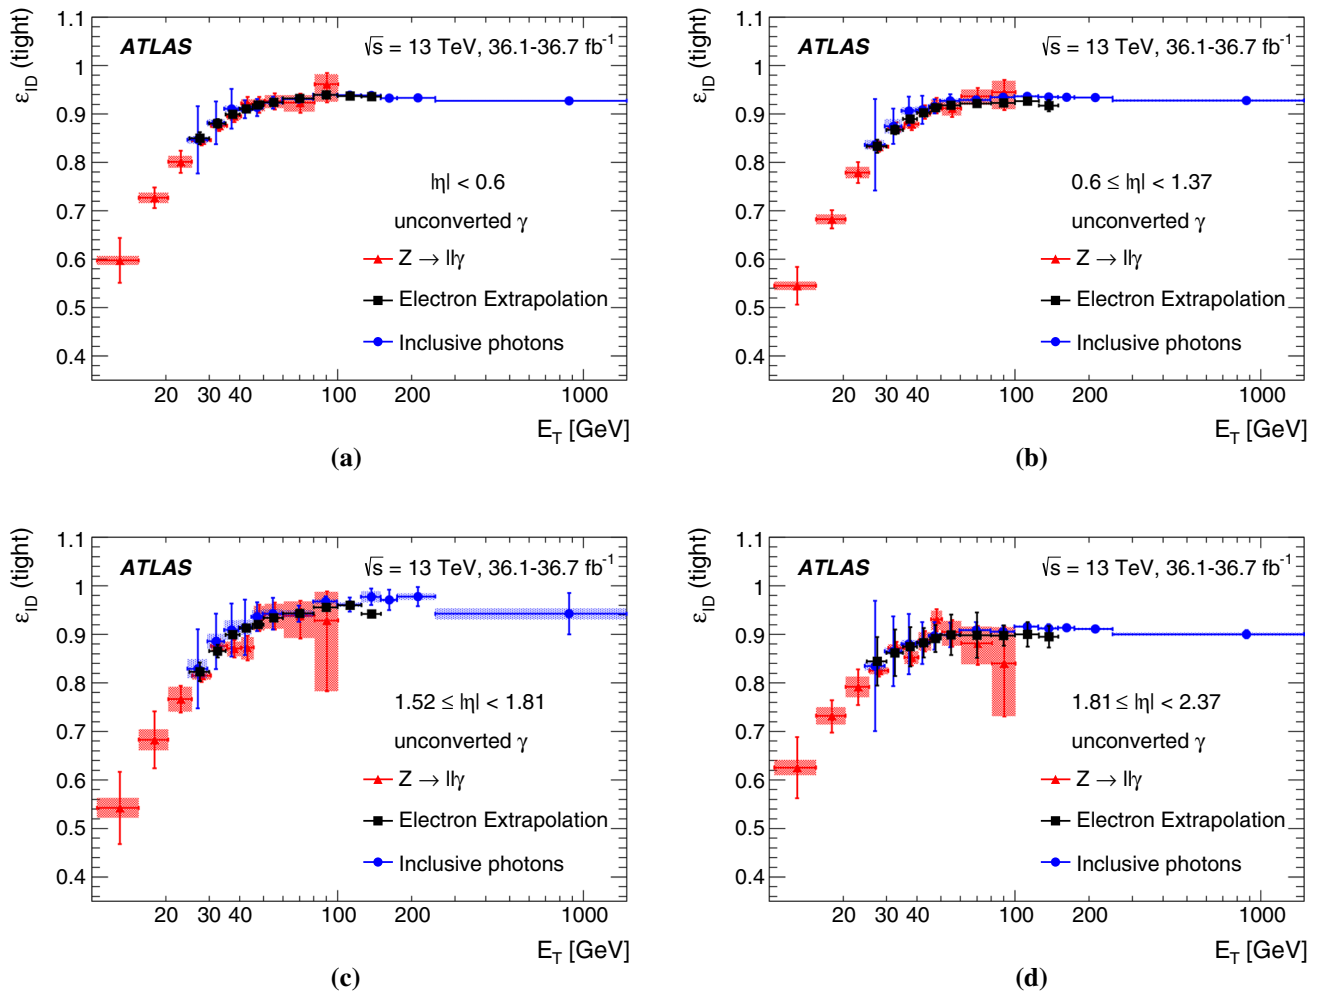 ATLAS
√s = 13 TeV, 36.1-36.7 fb⁻¹
ε_ID (tight)
1.1
1
0.9
0.8
0.7
0.6
0.5
0.4
|η| < 0.6
unconverted γ
Z → llγ
Electron Extrapolation
Inclusive photons
20 30 40 100 200 1000
E_T [GeV]
(a)
ATLAS
√s = 13 TeV, 36.1-36.7 fb⁻¹
ε_ID (tight)
1.1
1
0.9
0.8
0.7
0.6
0.5
0.4
0.6 ≤ |η| < 1.37
unconverted γ
Z → llγ
Electron Extrapolation
Inclusive photons
20 30 40 100 200 1000
E_T [GeV]
(b)
ATLAS
√s = 13 TeV, 36.1-36.7 fb⁻¹
ε_ID (tight)
1.1
1
0.9
0.8
0.7
0.6
0.5
0.4
1.52 ≤ |η| < 1.81
unconverted γ
Z → llγ
Electron Extrapolation
Inclusive photons
20 30 40 100 200 1000
E_T [GeV]
(c)
ATLAS
√s = 13 TeV, 36.1-36.7 fb⁻¹
ε_ID (tight)
1.1
1
0.9
0.8
0.7
0.6
0.5
0.4
1.81 ≤ |η| < 2.37
unconverted γ
Z → llγ
Electron Extrapolation
Inclusive photons
20 30 40 100 200 1000
E_T [GeV]
(d)